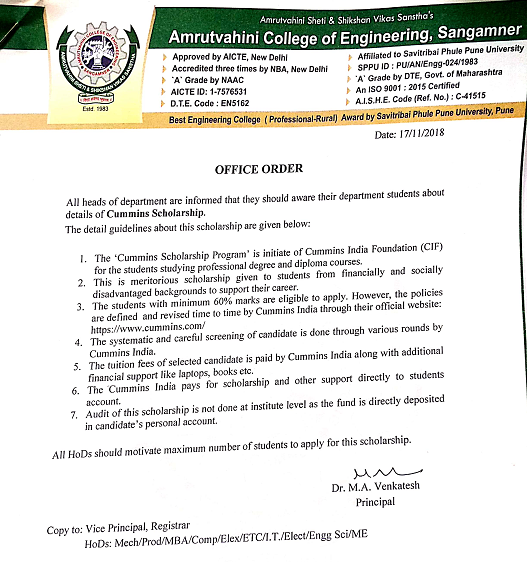 Amrutvahini Sheti & Shikshan Vikas Sanstha's
Amrutvahini College of Engineering, Sangamner
Approved by AICTE, New Delhi
Accredited three times by NBA, New Delhi
'A' Grade by NAAC
AICTE ID: 1-7576531
D.T.E. Code : EN5162
Affiliated to Savitribai Phule Pune University
SPPU ID : PU/AN/Engg-024/1983
'A' Grade by DTE, Govt. of Maharashtra
An ISO 9001 : 2015 Certified
A.I.S.H.E. Code (Ref. No.) : C-41515
Estd. 1983
Best Engineering College ( Professional-Rural) Award by Savitribai Phule Pune University, Pune
Date: 17/11/2018
OFFICE ORDER
All heads of department are informed that they should aware their department students about
details of Cummins Scholarship.
The detail guidelines about this scholarship are given below:
1. The 'Cummins Scholarship Program' is initiate of Cummins India Foundation (CIF)
for the students studying professional degree and diploma courses.
2. This is meritorious scholarship given to students from financially and socially
disadvantaged backgrounds to support their career.
3. The students with minimum 60% marks are eligible to apply. However, the policies
are defined and revised time to time by Cummins India through their official website:
https://www.cummins.com/
4. The systematic and careful screening of candidate is done through various rounds by
Cummins India.
5. The tuition fees of selected candidate is paid by Cummins India along with additional
financial support like laptops, books etc.
6. The Cummins India pays for scholarship and other support directly to students
account.
7. Audit of this scholarship is not done at institute level as the fund is directly deposited
in candidate's personal account.
All HoDs should motivate maximum number of students to apply for this scholarship.
Dr. M.A. Venkatesh
Principal
Copy to: Vice Principal, Registrar
HoDs: Mech/Prod/MBA/Comp/Elex/ETC/I.T./Elect/Engg Sci/ME